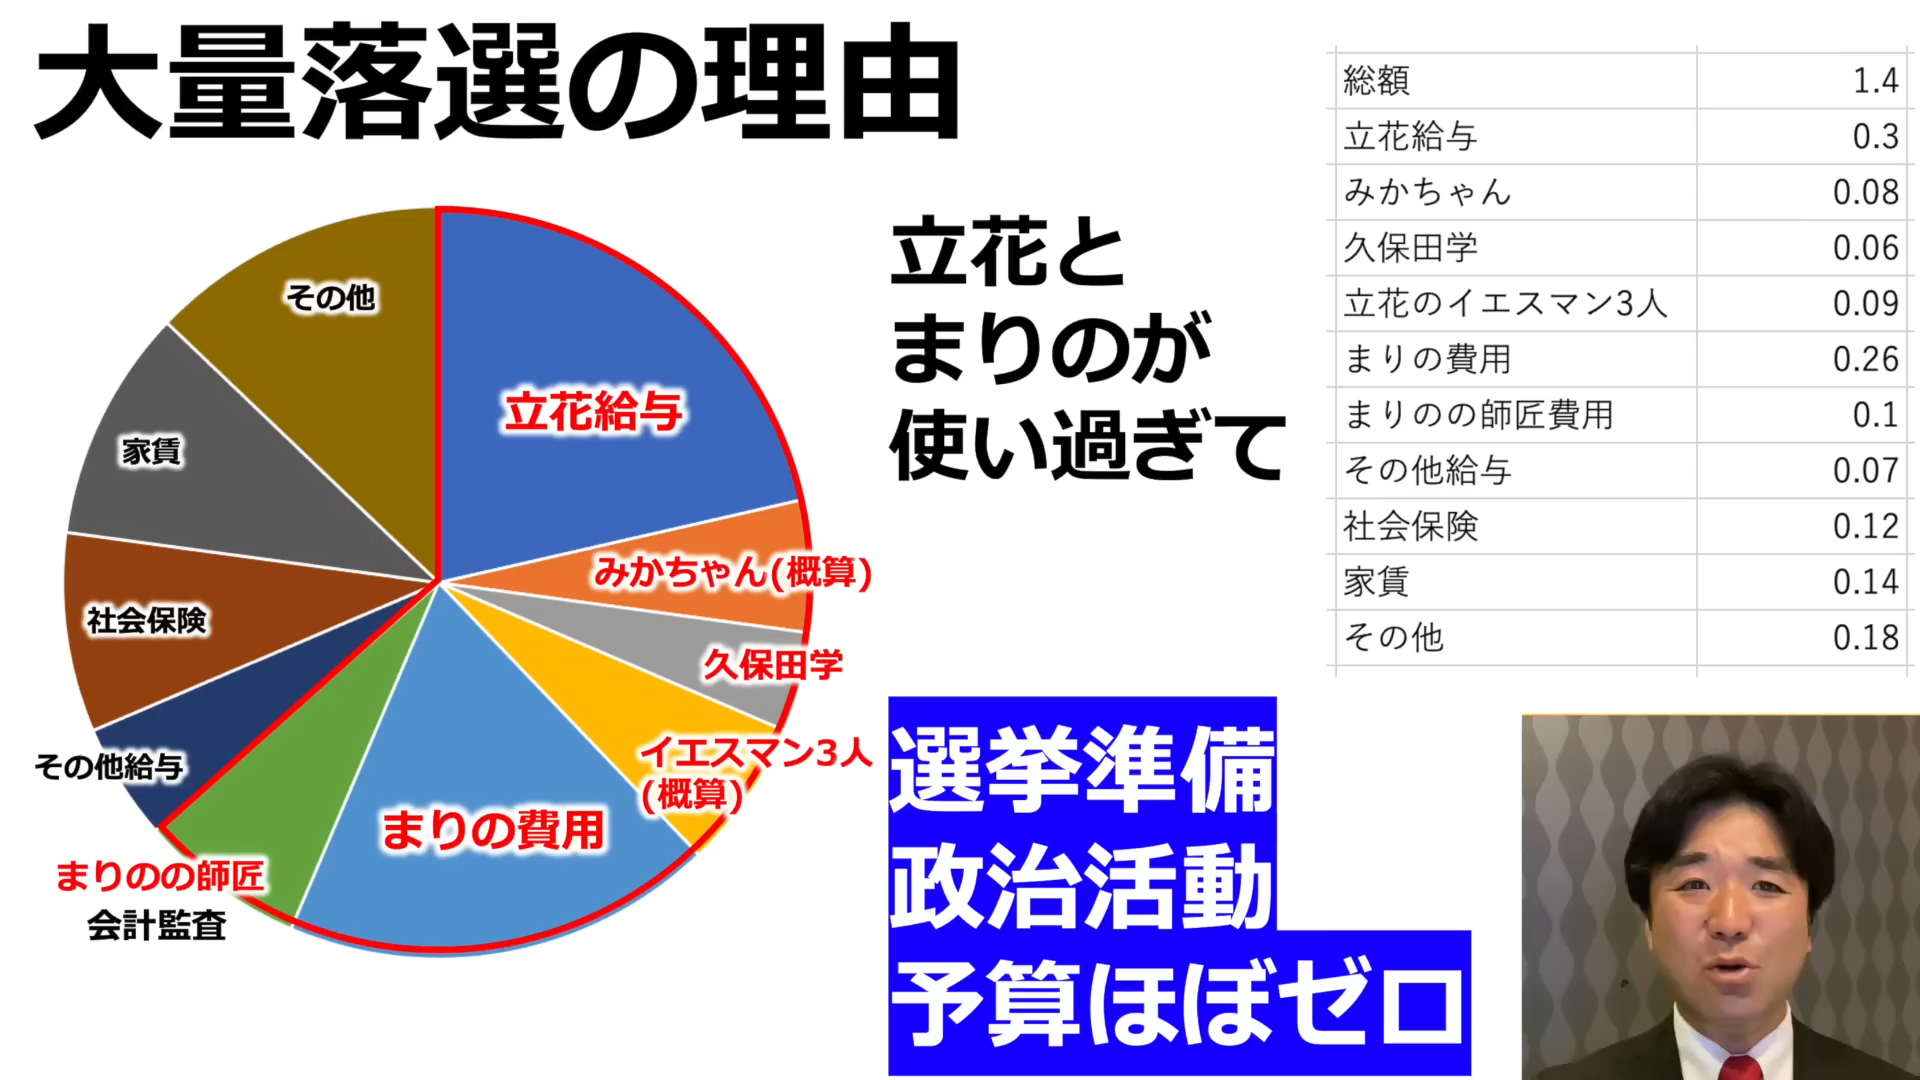 大量落選の理由
その他
家賃
社会保険
その他給与
まりのの師匠
会計監査
立花給与
みかちゃん(概算)
久保田学
イエスマン3人
(概算)
まりの費用
立花と
まりのが
使い過ぎて
選挙準備
政治活動
予算ほぼゼロ
総額 1.4
立花給与 0.3
みかちゃん 0.08
久保田学 0.06
立花のイエスマン3人 0.09
まりの費用 0.26
まりのの師匠費用 0.1
その他給与 0.07
社会保険 0.12
家賃 0.14
その他 0.18